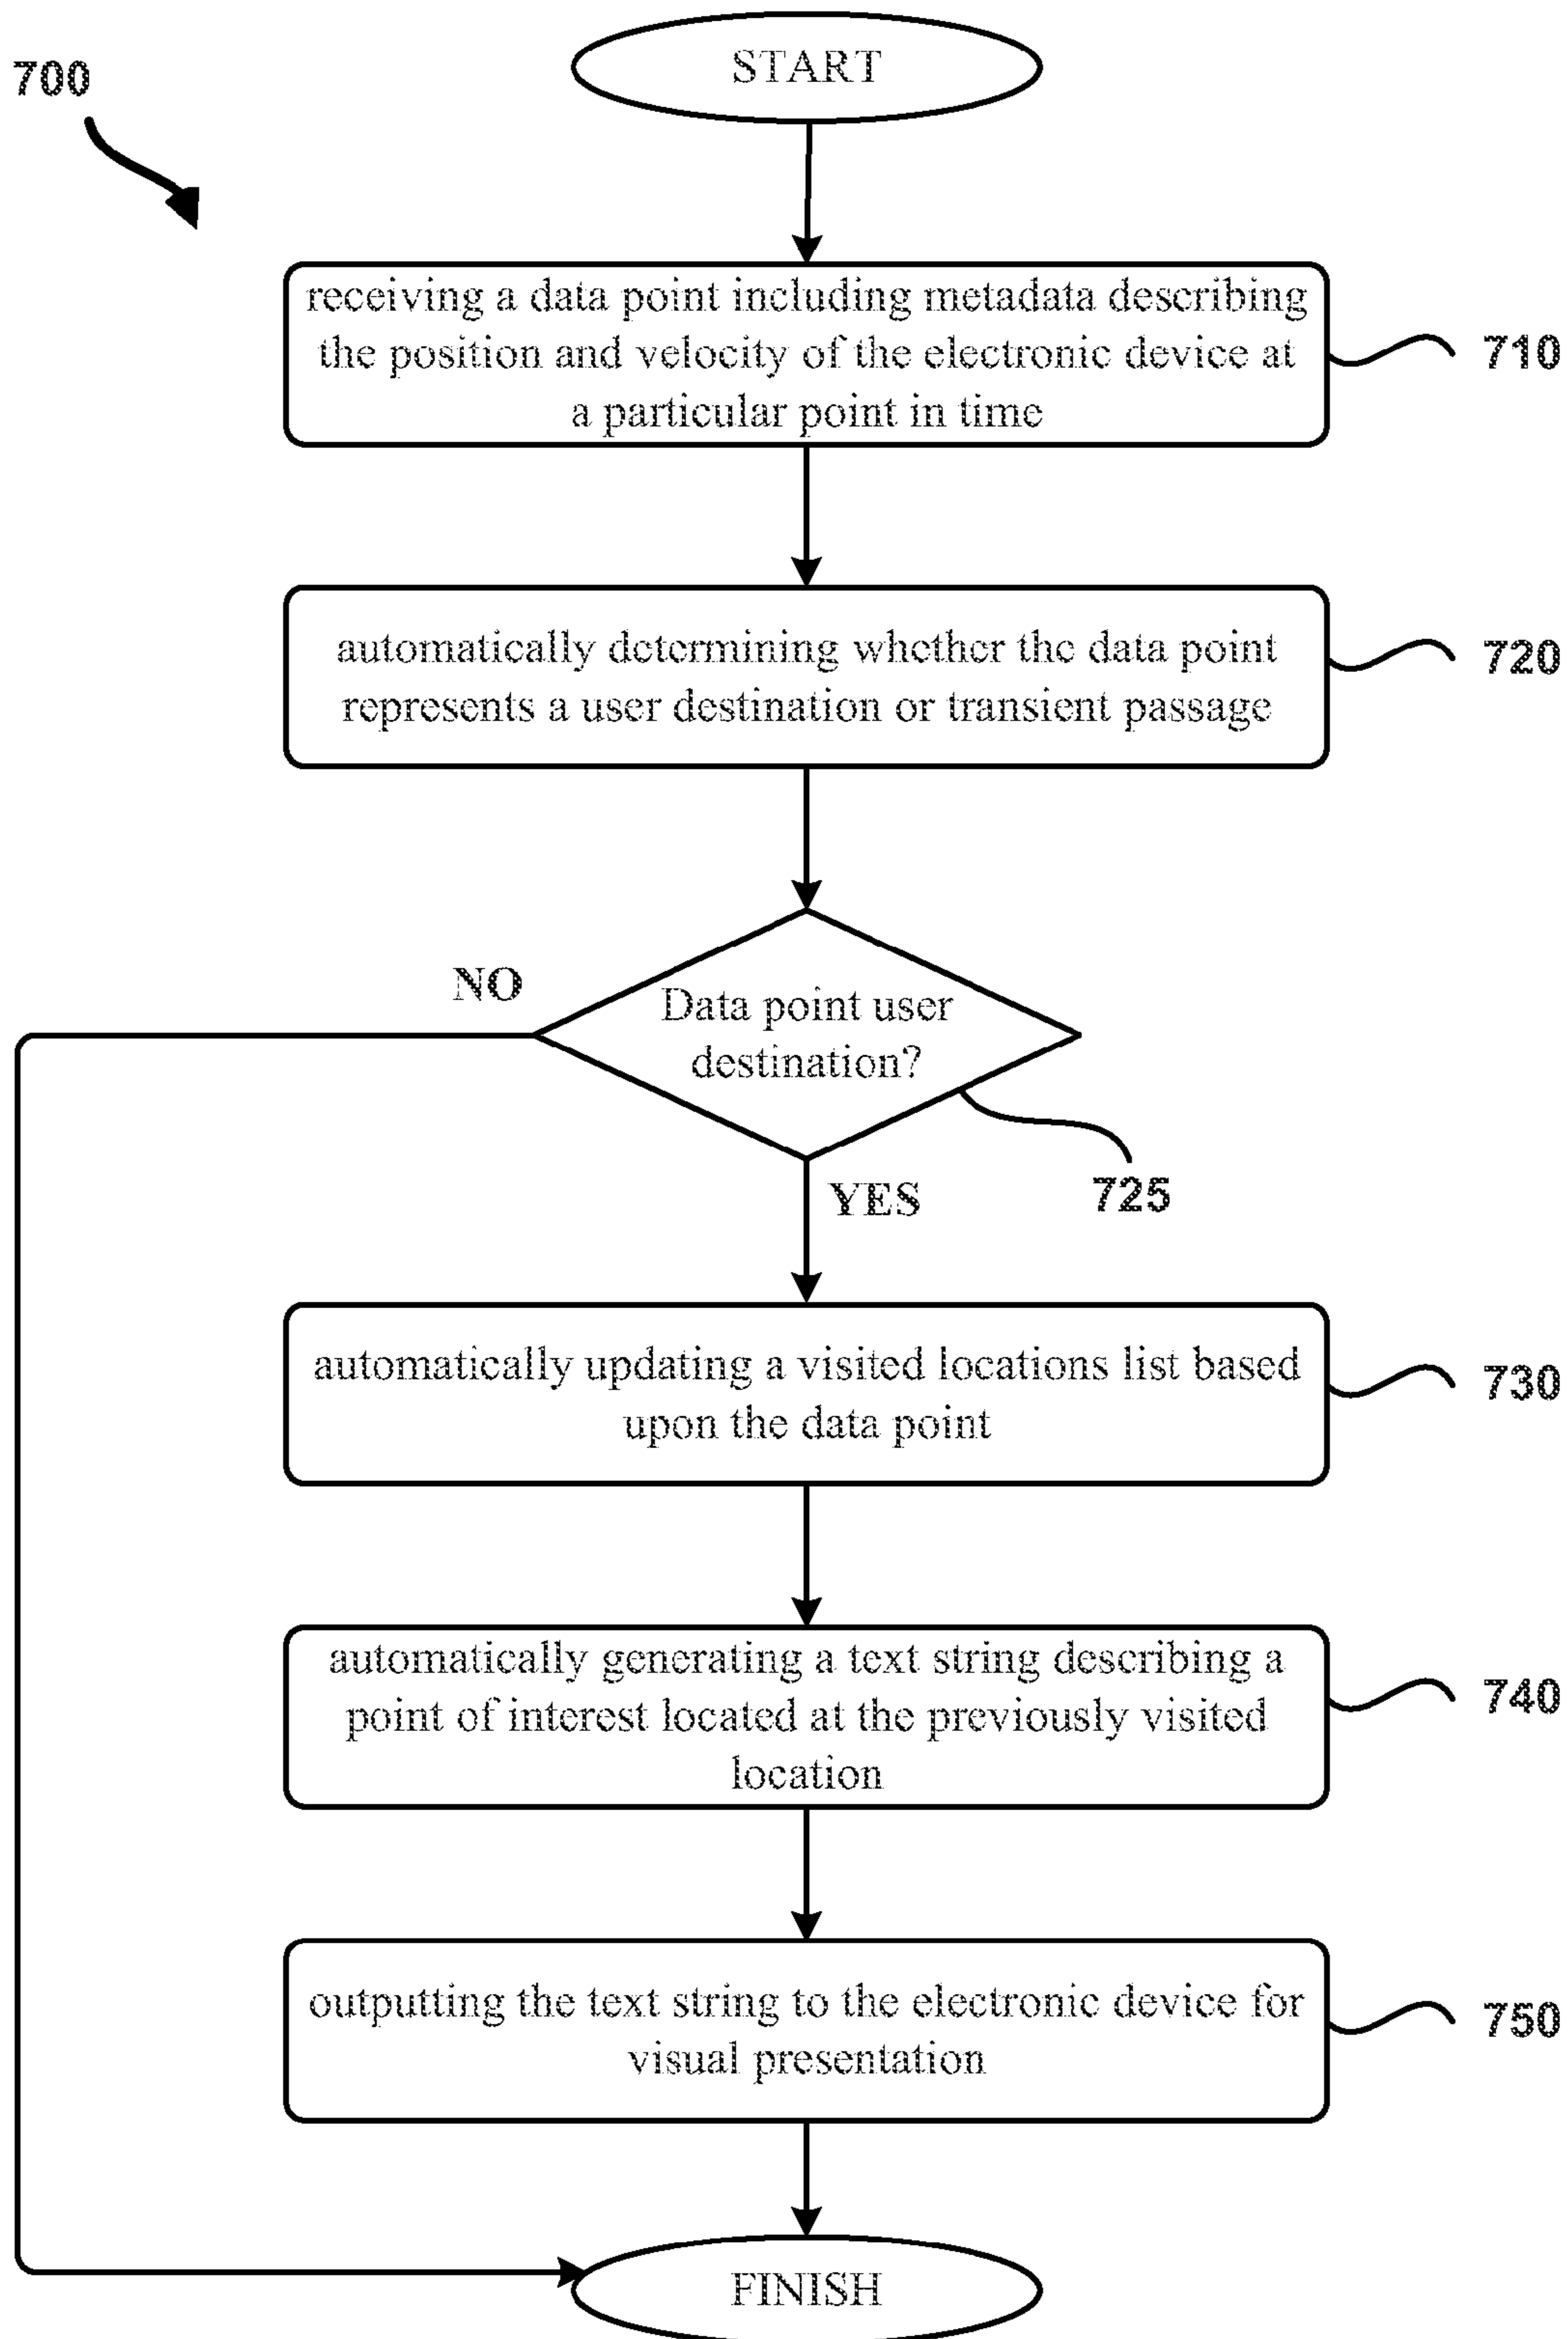 START
700
receiving a data point including metadata describing
the position and velocity of the electronic device at
a particular point in time
710
automatically determining whether the data point
represents a user destination or transient passage
720
NO
Data point user
destination?
725
YES
automatically updating a visited locations list based
upon the data point
730
automatically generating a text string describing a
point of interest located at the previously visited
location
740
outputting the text string to the electronic device for
visual presentation
750
FINISH